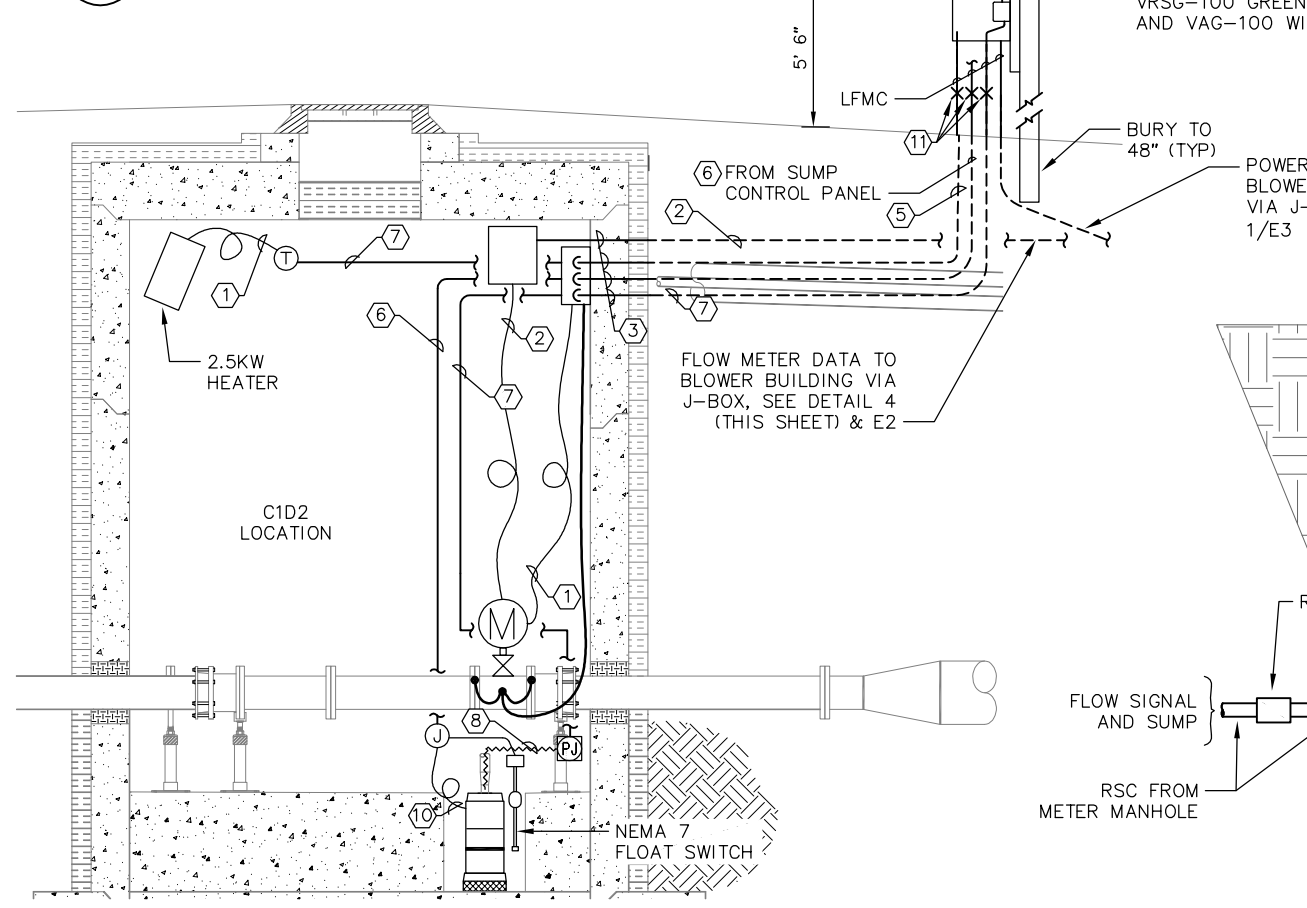 VRSG-100 GREEN
AND VAG-100 WI
5' 6"
LFMC
11
BURY TO
48" (TYP)
6 FROM SUMP
CONTROL PANEL
POWER
BLOWE
VIA J-
1/E3
2
5
7
T
1
6
2
3
7
2.5KW
HEATER
7
FLOW METER DATA TO
BLOWER BUILDING VIA
J-BOX, SEE DETAIL 4
(THIS SHEET) & E2
C1D2
LOCATION
1
M
R
FLOW SIGNAL
AND SUMP
8
J
PJ
RSC FROM
METER MANHOLE
10
NEMA 7
FLOAT SWITCH